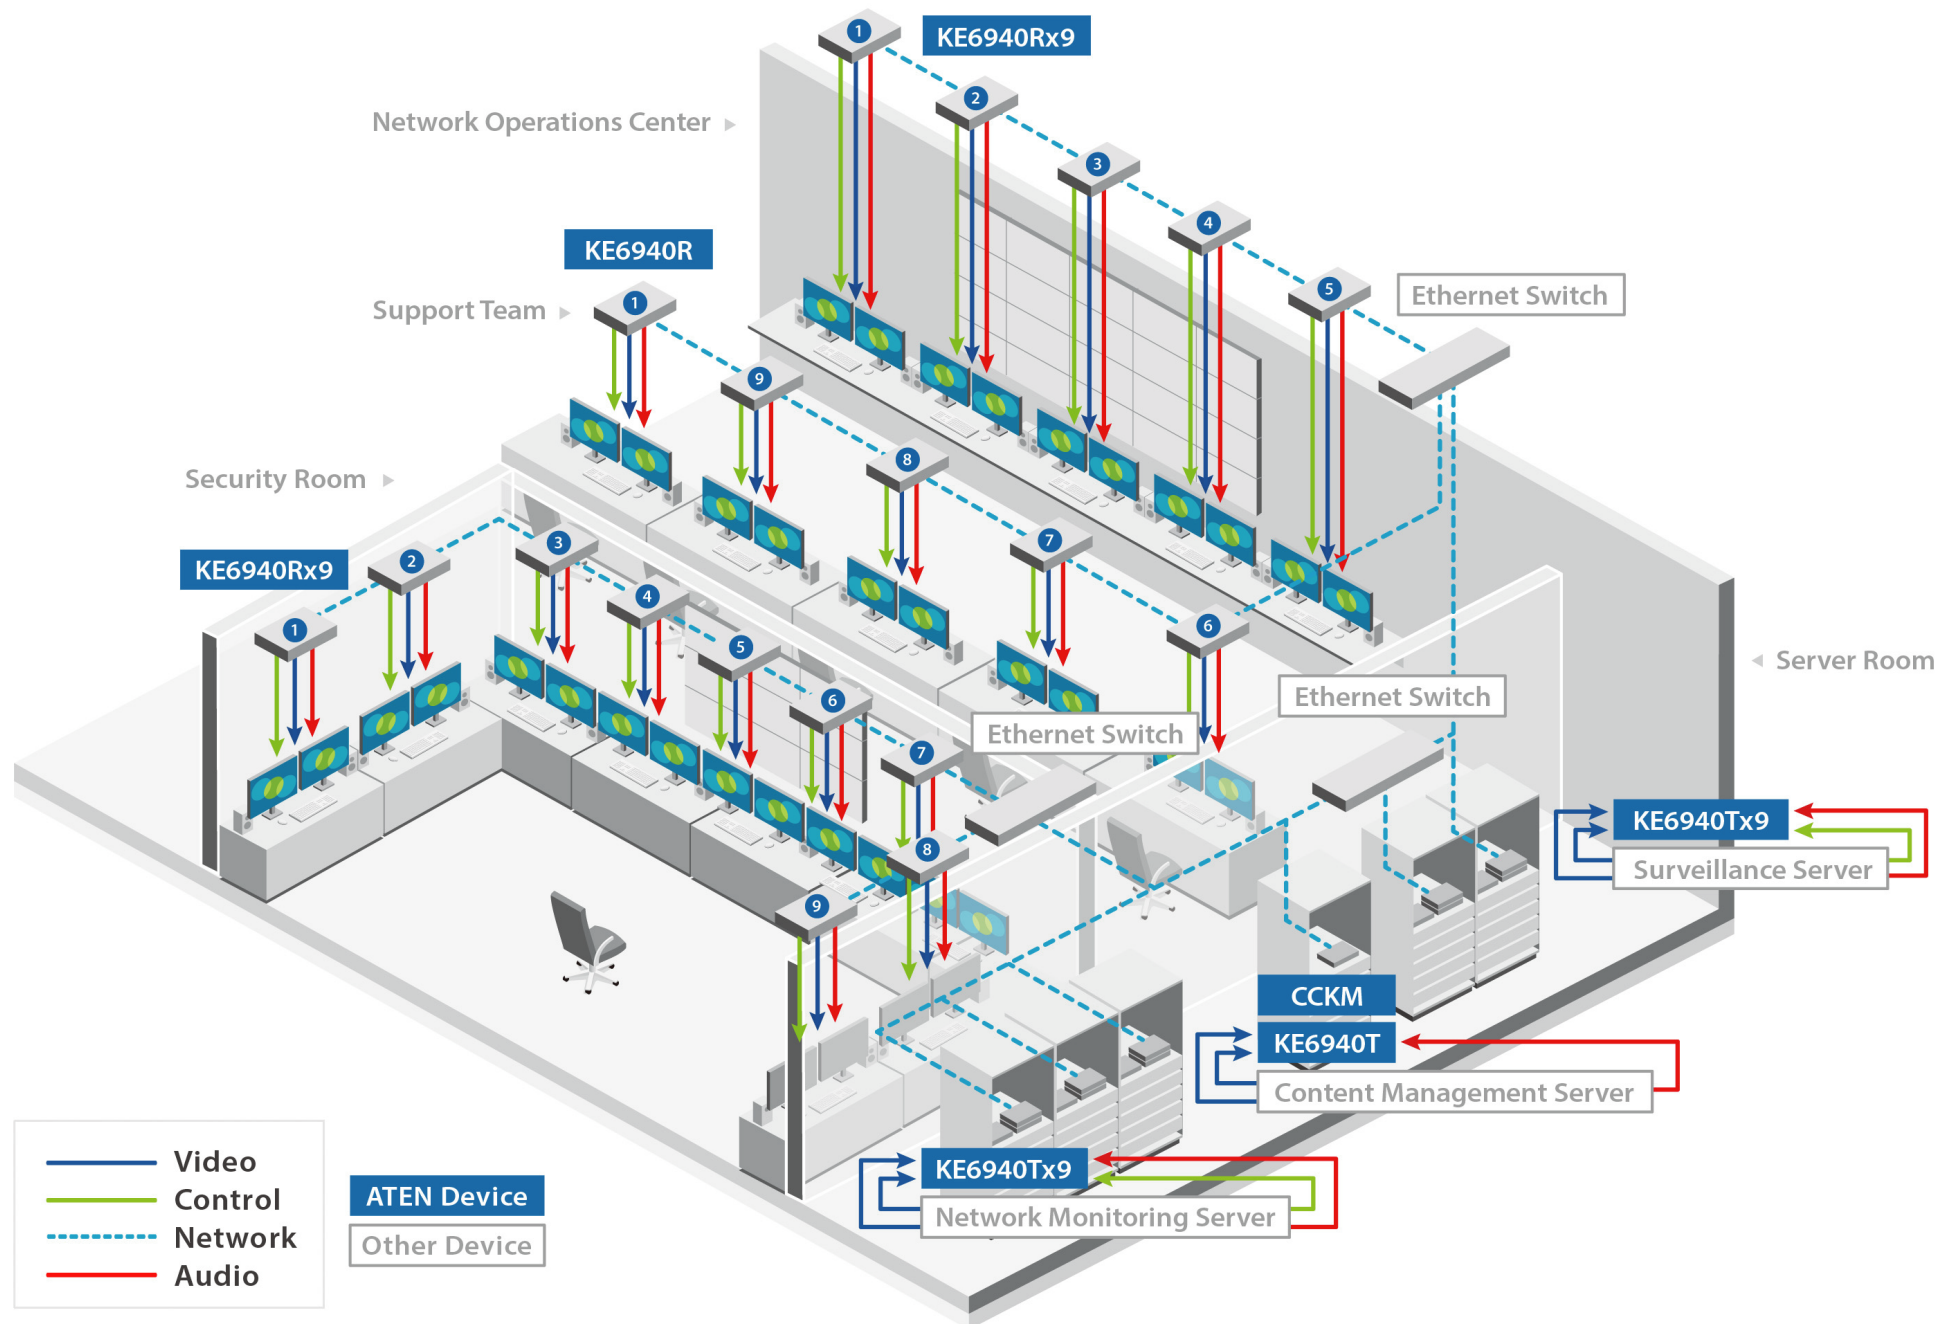 1
KE6940Rx9
2
Network Operations Center
3
4
KE6940R
5
Ethernet Switch
Support Team
1
9
8
Security Room
7
3
2
KE6940Rx9
4
6
1
5
Server Room
Ethernet Switch
6
Ethernet Switch
7
KE6940Tx9
8
Surveillance Server
9
CCKM
KE6940T
Content Management Server
KE6940Tx9
Network Monitoring Server
Video
Control
Network
Audio
ATEN Device
Other Device